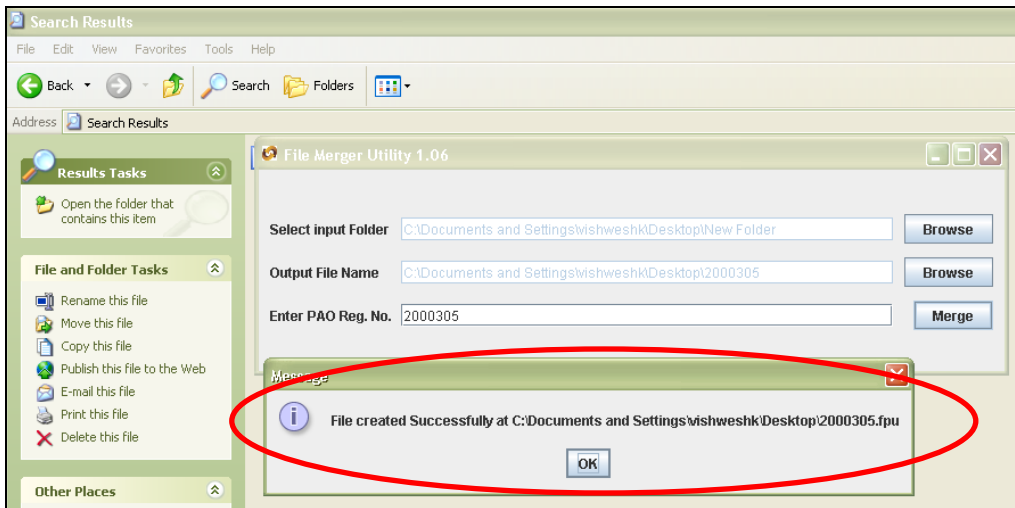 Search Results
File Edit View Favorites Tools Help
Back Search Folders
Address Search Results
Results Tasks
Open the folder that
contains this item
File and Folder Tasks
Rename this file
Move this file
Copy this file
Publish this file to the Web
E-mail this file
Print this file
Delete this file
Other Places
File Merger Utility 1.06
Select input Folder C:\Documents and Settings\vishweshk\Desktop\New Folder Browse
Output File Name C:\Documents and Settings\vishweshk\Desktop\2000305 Browse
Enter PAO Reg. No. 2000305 Merge
Message
File created Successfully at C:\Documents and Settings\vishweshk\Desktop\2000305.fpu
OK